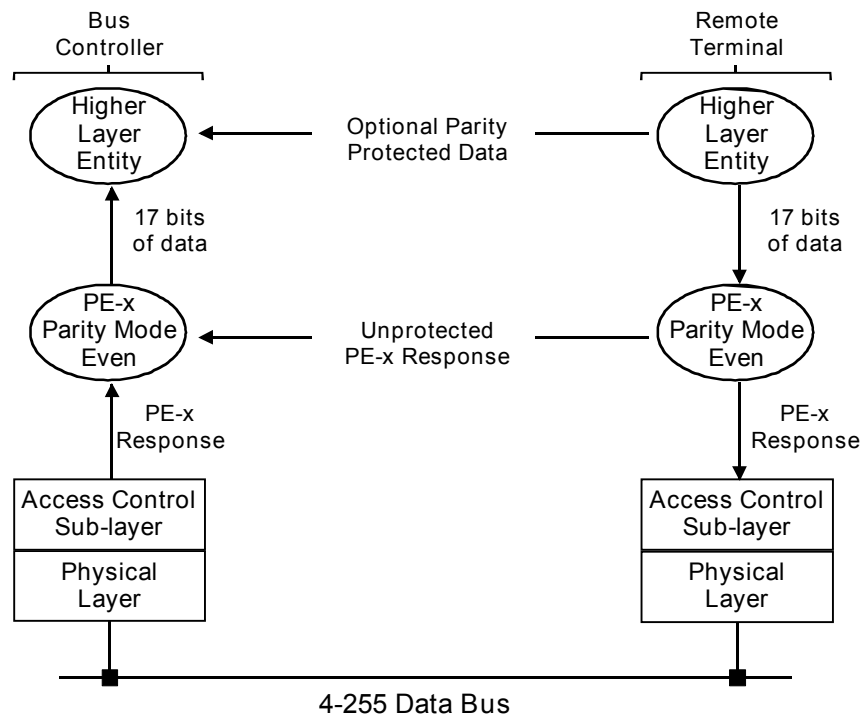 Bus
Controller
Remote
Terminal
Higher
Layer
Entity
Optional Parity
Protected Data
Higher
Layer
Entity
17 bits
of data
17 bits
of data
PE-x
Parity Mode
Even
Unprotected
PE-x Response
PE-x
Parity Mode
Even
PE-x
Response
PE-x
Response
Access Control
Sub-layer
Access Control
Sub-layer
Physical
Layer
Physical
Layer
4-255 Data Bus